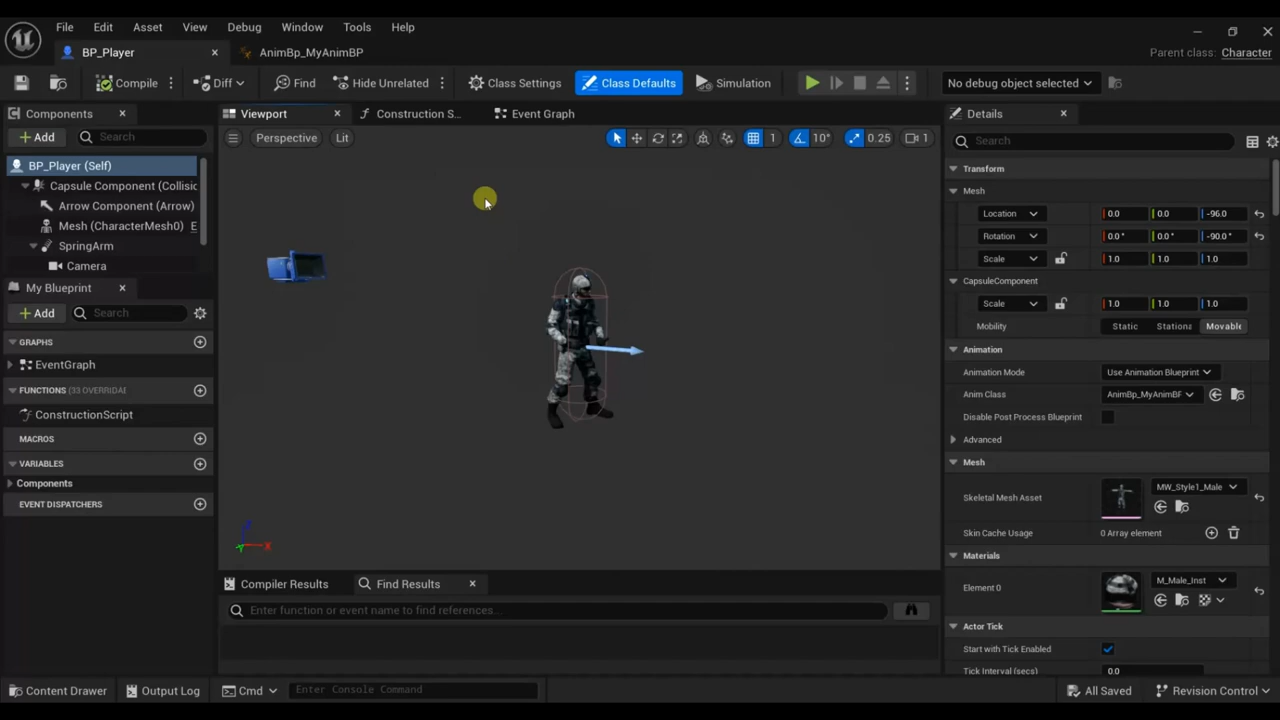 File Edit Asset View Debug Window Tools Help
BP_Player AnimBp_MyAnimBP Parent class: Character
Compile Diff Find Hide Unrelated Class Settings Class Defaults Simulation No debug object selected
Components Viewport Construction S... Event Graph Details
Add Search Perspective Lit 1 10° 0.25 1 Search
BP_Player (Self)
Capsule Component (Collisio
Arrow Component (Arrow)
Mesh (CharacterMesh0) E
SpringArm
Camera
My Blueprint
Add Search
GRAPHS
EventGraph
FUNCTIONS (33 OVERRIDAI
ConstructionScript
MACROS
VARIABLES
Components
EVENT DISPATCHERS
Transform
Mesh
Location 0.0 0.0 -96.0
Rotation 0.0° 0.0° -90.0°
Scale 1.0 1.0 1.0
CapsuleComponent
Scale 1.0 1.0 1.0
Mobility Static Stationa Movable
Animation
Animation Mode Use Animation Blueprint
Anim Class AnimBp_MyAnimBF
Disable Post Process Blueprint
Advanced
Mesh
Skeletal Mesh Asset MW_Style1_Male
Skin Cache Usage 0 Array element
Materials
Element 0 M_Male_Inst
Actor Tick
Start with Tick Enabled
Tick Interval (secs) 0.0
Compiler Results Find Results
Enter function or event name to find references...
Content Drawer Output Log Cmd Enter Console Command All Saved Revision Control